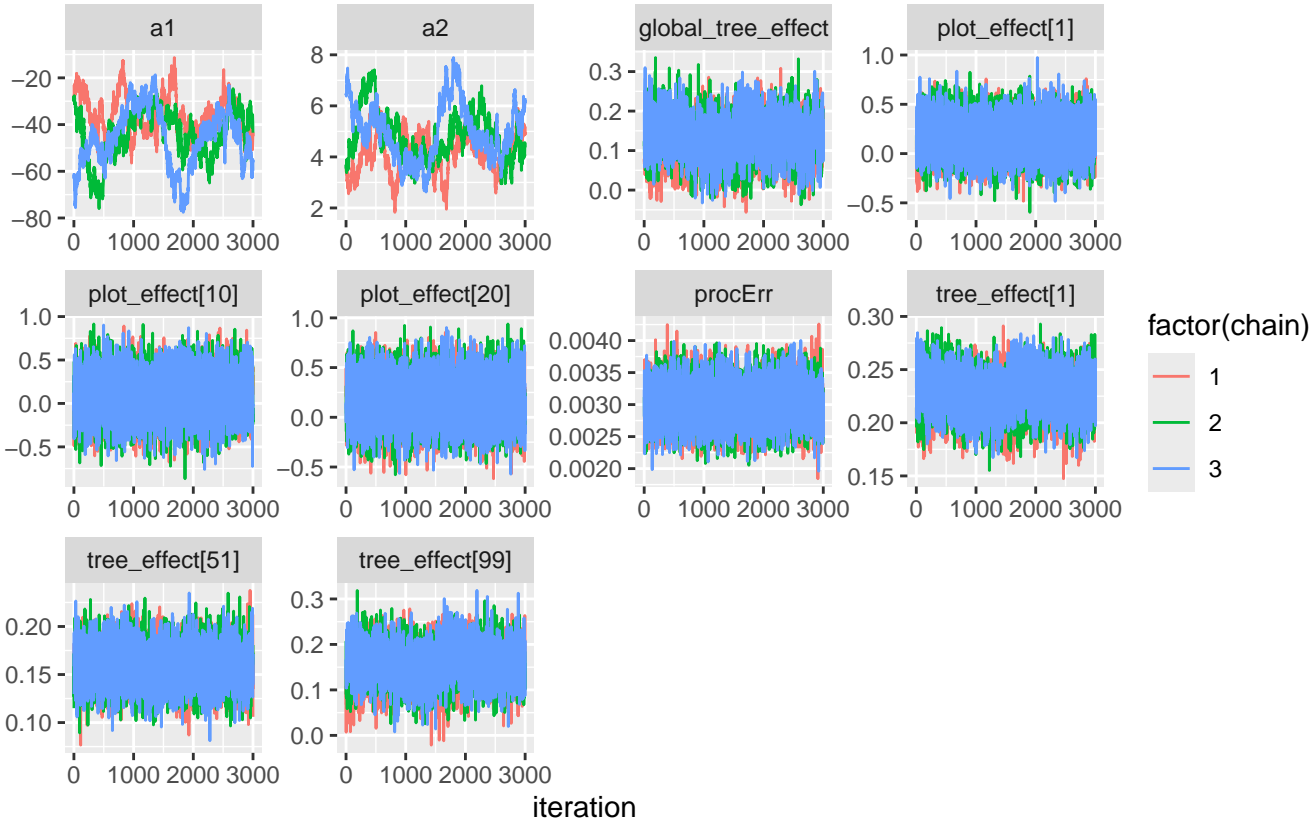 a1 a2 global_tree_effect plot_effect[1]
−20 −40 −60 −80
8 6 4 2
0.3 0.2 0.1 0.0
1.0 0.5 0.0 −0.5
0 1000 2000 3000 0 1000 2000 3000 0 1000 2000 3000 0 1000 2000 3000
plot_effect[10] plot_effect[20] procErr tree_effect[1]
1.0 0.5 0.0 −0.5
1.0 0.5 0.0 −0.5
0.0040 0.0035 0.0030 0.0025 0.0020
0.30 0.25 0.20 0.15
0 1000 2000 3000 0 1000 2000 3000 0 1000 2000 3000 0 1000 2000 3000
tree_effect[51] tree_effect[99]
0.20 0.15 0.10
0.3 0.2 0.1 0.0
0 1000 2000 3000 0 1000 2000 3000
iteration
factor(chain)
1
2
3